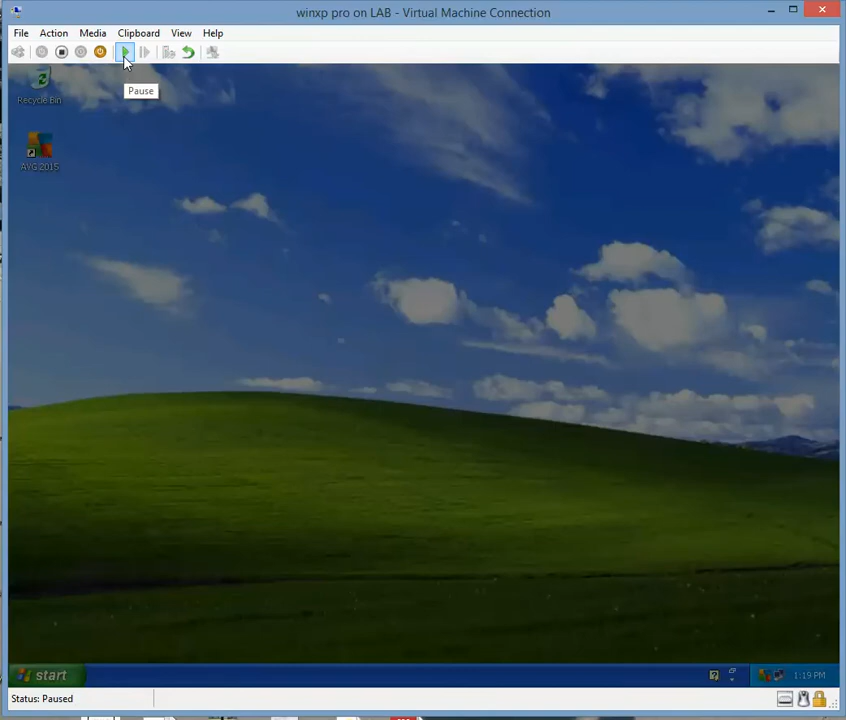 winxp pro on LAB - Virtual Machine Connection
File Action Media Clipboard View Help
Pause
Recycle Bin
AVG 2015
start
1:19 PM
Status: Paused